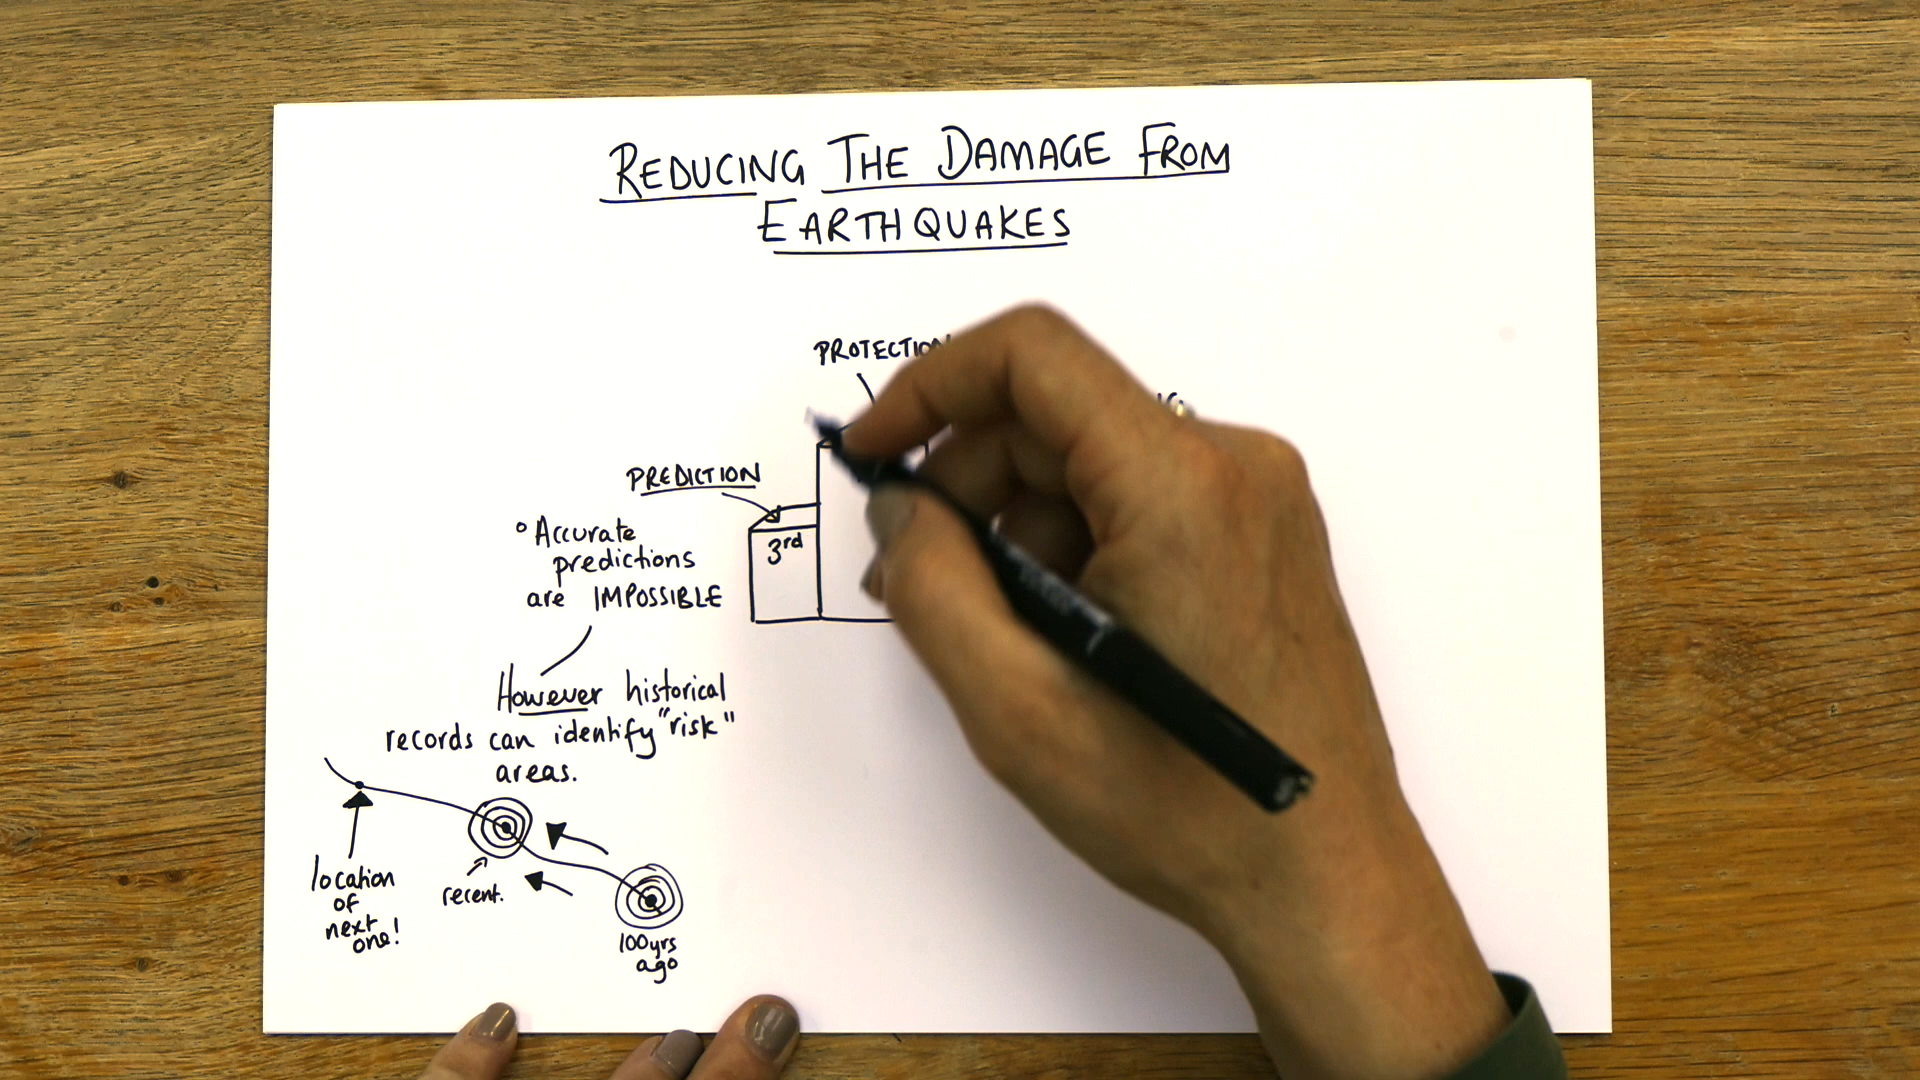 REDUCING THE DAMAGE FROM
EARTHQUAKES
PROTECTION
PREDICTION
3rd
° Accurate
predictions
are IMPOSSIBLE
However historical
records can identify "risk"
areas.
location
of
next
one!
recent.
100yrs
ago